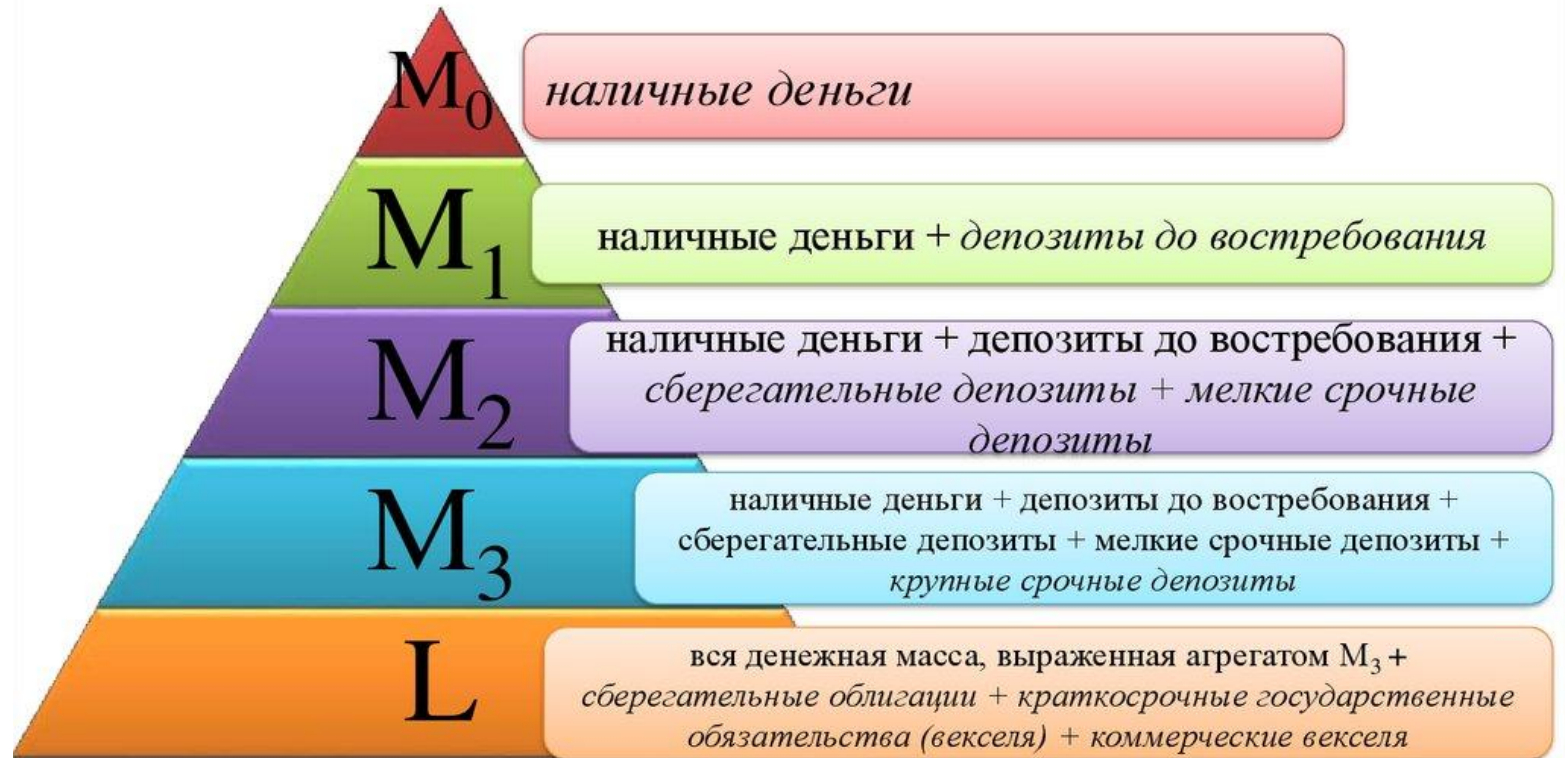 M₀
наличные деньги
M₁
наличные деньги + депозиты до востребования
M₂
наличные деньги + депозиты до востребования +
сберегательные депозиты + мелкие срочные
депозиты
M₃
наличные деньги + депозиты до востребования +
сберегательные депозиты + мелкие срочные депозиты +
крупные срочные депозиты
L
вся денежная масса, выраженная агрегатом M₃ +
сберегательные облигации + краткосрочные государственные
обязательства (векселя) + коммерческие векселя